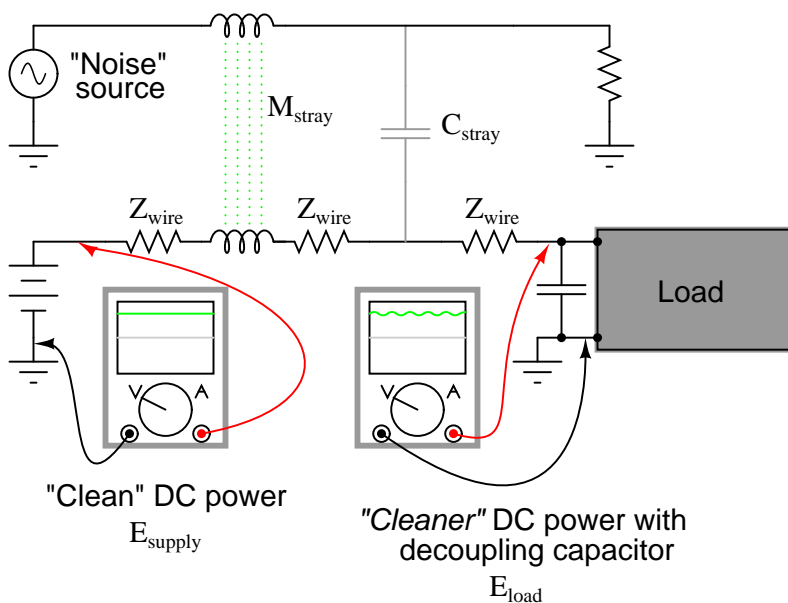 "Noise"
source
M_stray
C_stray
Z_wire
Z_wire
Z_wire
Load
V A
V A
"Clean" DC power
E_supply
"Cleaner" DC power with
decoupling capacitor
E_load